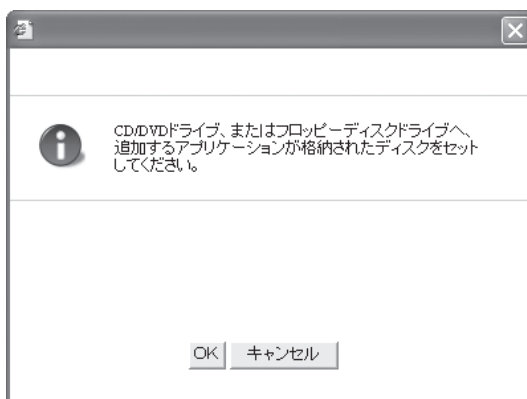 CD/DVDドライブ、またはフロッピーディスクドライブへ、
追加するアプリケーションが格納されたディスクをセット
してください。
OK キャンセル